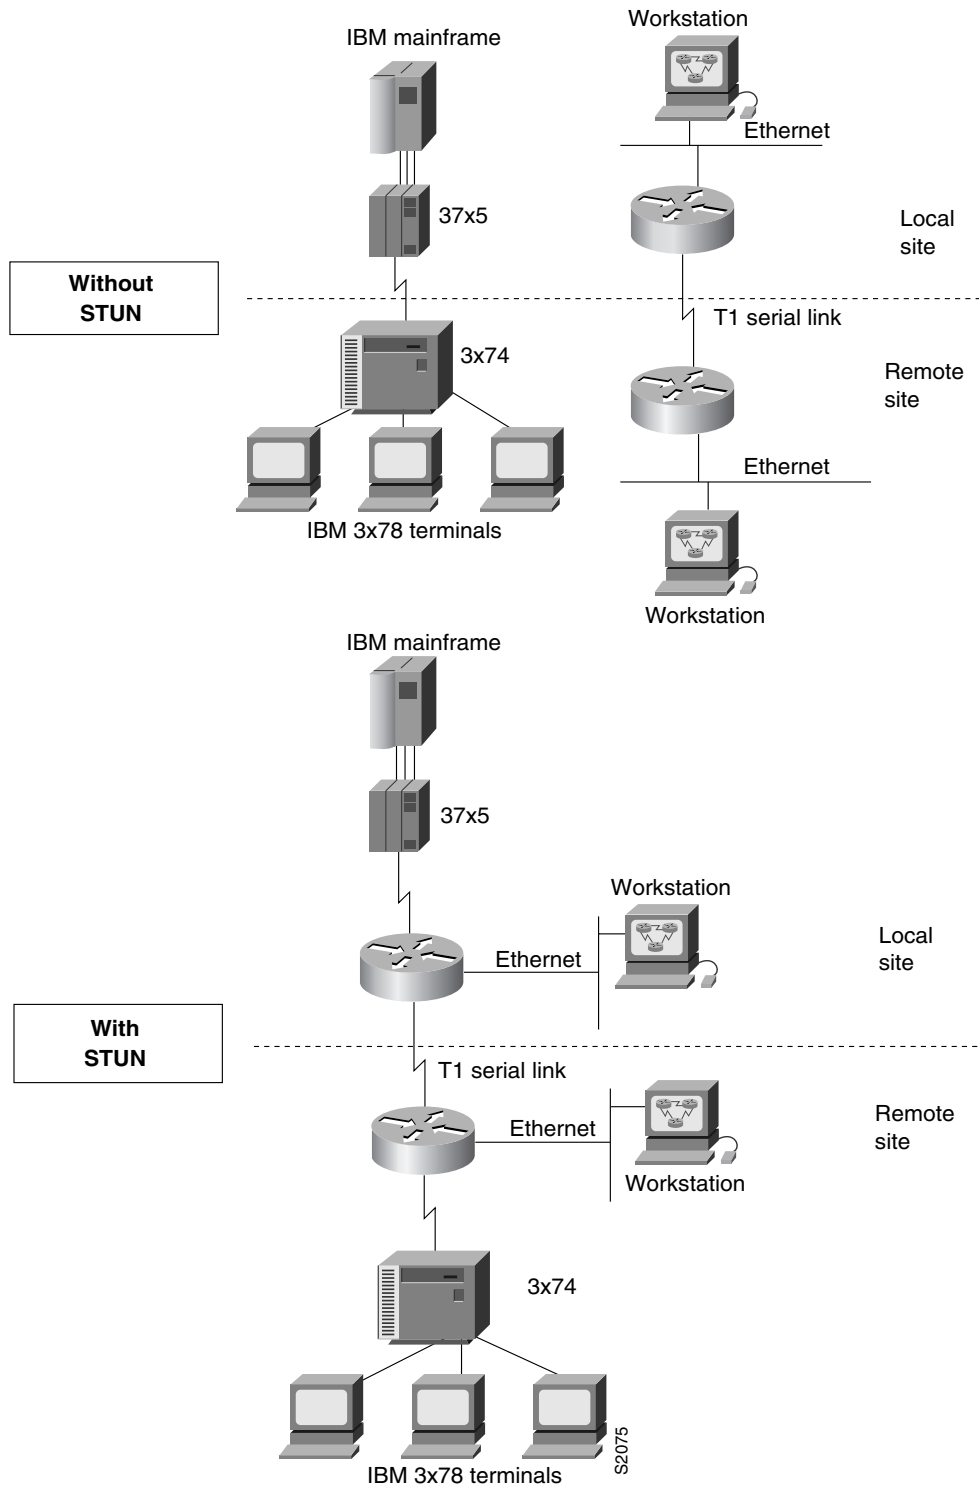 Workstation
IBM mainframe
Ethernet
37x5
Local
site
Without
STUN
T1 serial link
3x74
Remote
site
Ethernet
IBM 3x78 terminals
Workstation
IBM mainframe
37x5
Workstation
Local
site
Ethernet
With
STUN
T1 serial link
Remote
site
Ethernet
Workstation
3x74
S2075
IBM 3x78 terminals